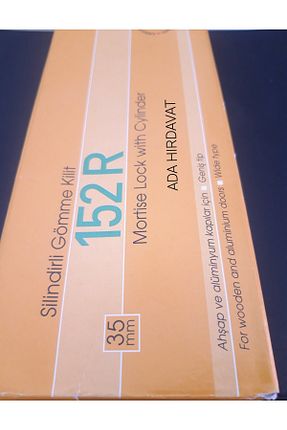 Silindirli Gömme Kilit
152 R
Mortise Lock with Cylinder
ADA HIRDAVAT
35
mm
Ahşap ve alüminyum kapılar için ■ Geniş tip
For wooden and aluminium doors ■ Wide type